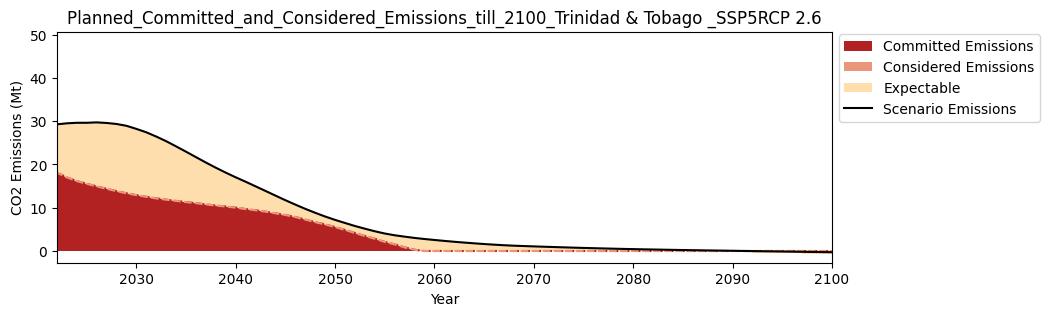 Planned_Committed_and_Considered_Emissions_till_2100_Trinidad & Tobago _SSP5RCP 2.6
CO2 Emissions (Mt)
50
40
30
20
10
0
2030 2040 2050 2060 2070 2080 2090 2100
Year
Committed Emissions
Considered Emissions
Expectable
Scenario Emissions